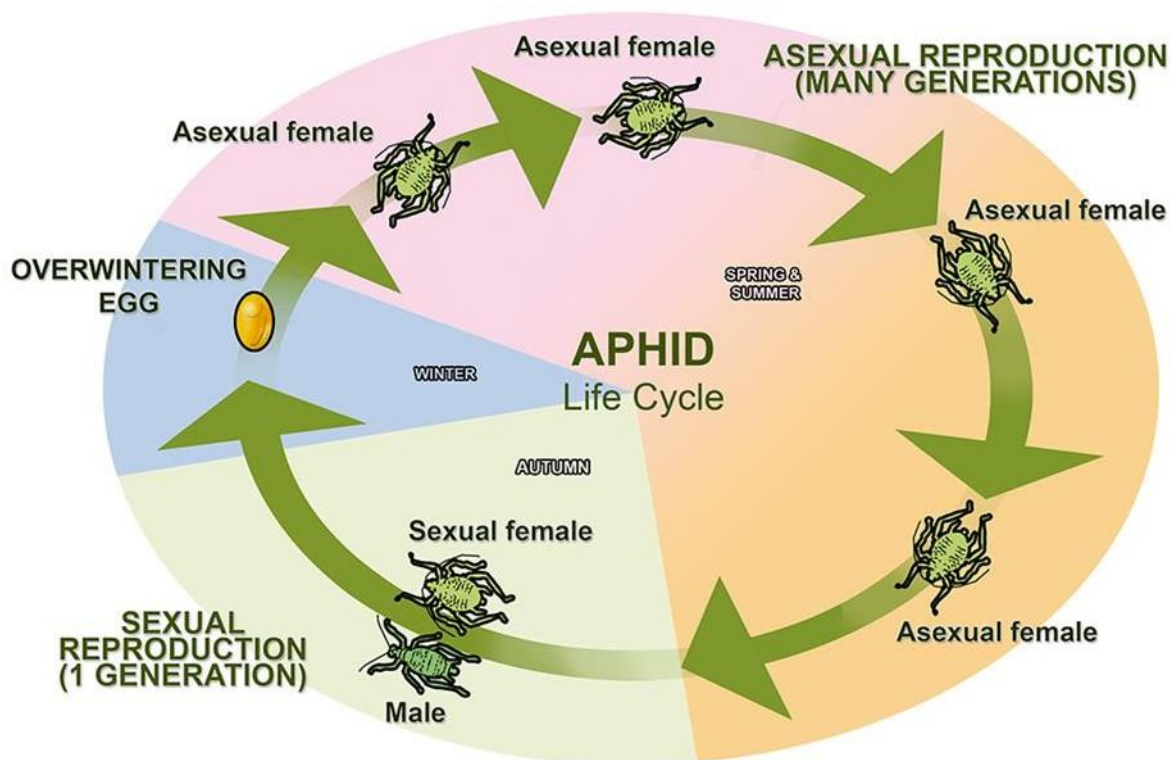 Asexual female
ASEXUAL REPRODUCTION
(MANY GENERATIONS)
Asexual female
Asexual female
OVERWINTERING
EGG
SPRING &
SUMMER
APHID
Life Cycle
WINTER
AUTUMN
Sexual female
Asexual female
SEXUAL
REPRODUCTION
(1 GENERATION)
Male